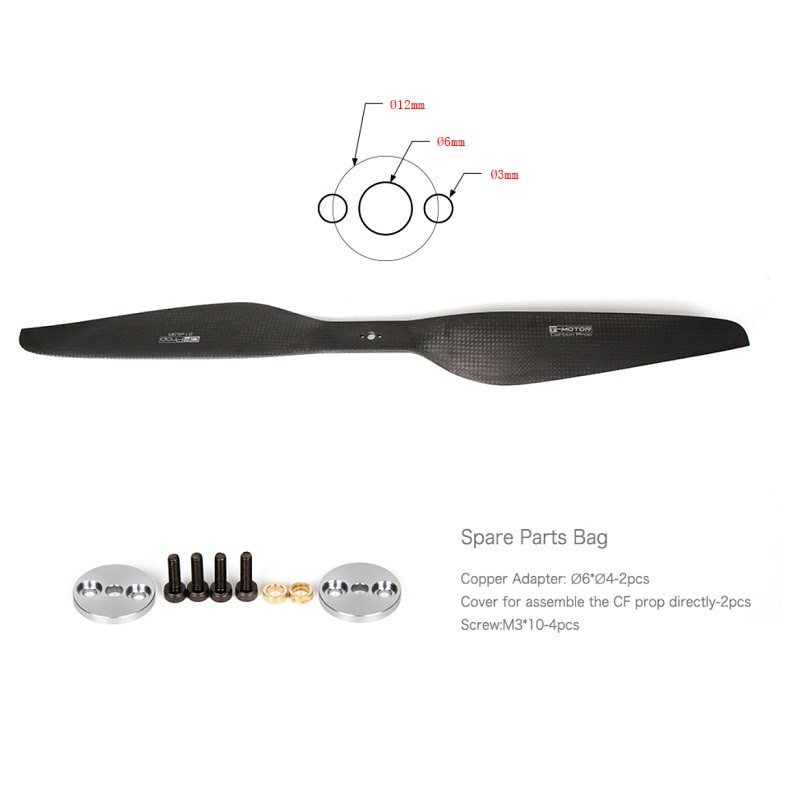 Ø12mm
Ø6mm
Ø3mm
T-MOTOR
Carbon Prop
Spare Parts Bag
Copper Adapter: Ø6*Ø4-2pcs
Cover for assemble the CF prop directly-2pcs
Screw:M3*10-4pcs